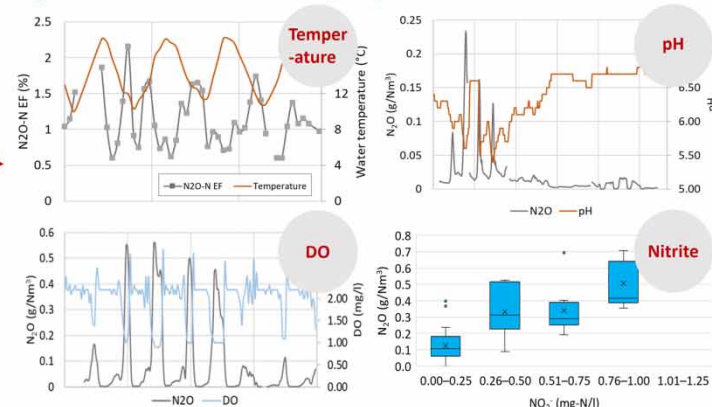 Temper
-ature
2.5
2
1.5
1
0.5
0
N2O-N EF (%)
12
8
4
0
Water temperature (°C)
N2O-N EF
Temperature
pH
0.25
0.2
0.15
0.1
0.05
0
N₂O (g/Nm³)
6.50
6.00
5.50
5.00
pH
N2O
pH
DO
0.6
0.5
0.4
0.3
0.2
0.1
0.0
N₂O (g/Nm³)
2.00
1.50
1.00
0.50
0.00
DO (mg/l)
N2O
DO
Nitrite
0.8
0.7
0.6
0.5
0.4
0.3
0.2
0.1
0.0
N₂O (g/Nm³)
0.00–0.25 0.26–0.50 0.51–0.75 0.76–1.00 1.01–1.25
NO₂⁻ (mg-N/l)